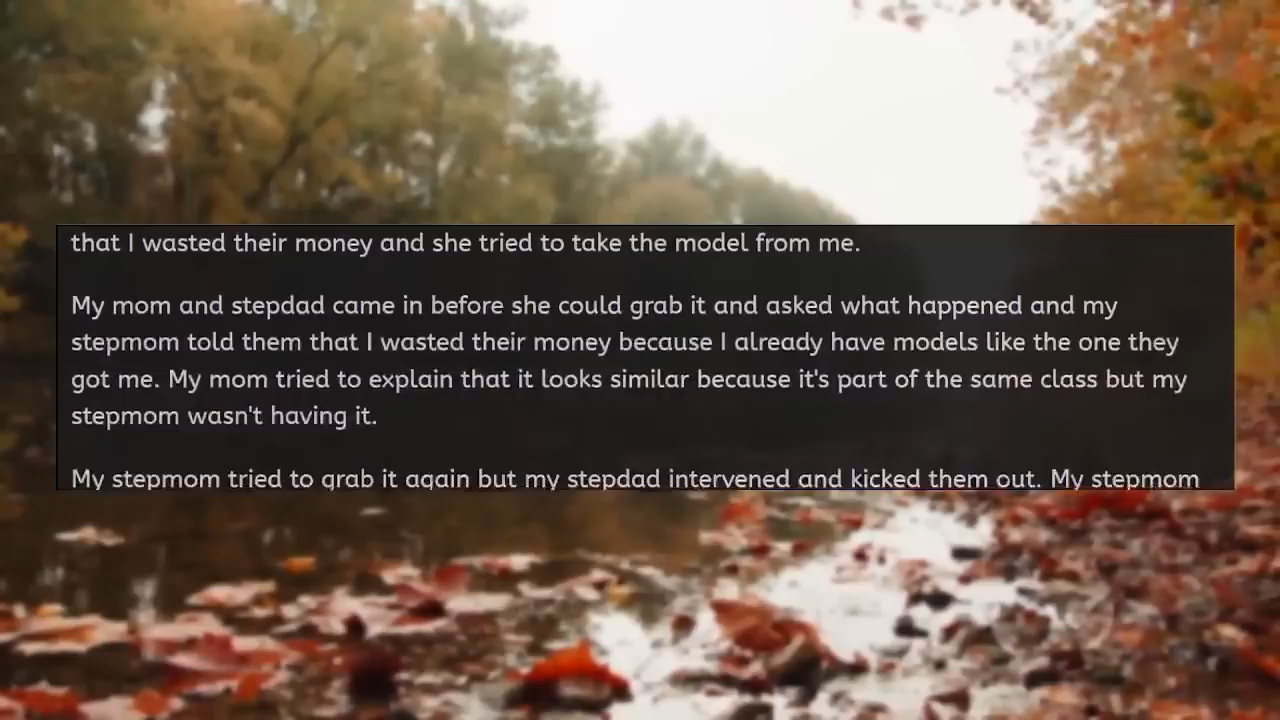 that I wasted their money and she tried to take the model from me.
My mom and stepdad came in before she could grab it and asked what happened and my
stepmom told them that I wasted their money because I already have models like the one they
got me. My mom tried to explain that it looks similar because it's part of the same class but my
stepmom wasn't having it.
My stepmom tried to grab it again but my stepdad intervened and kicked them out. My stepmom